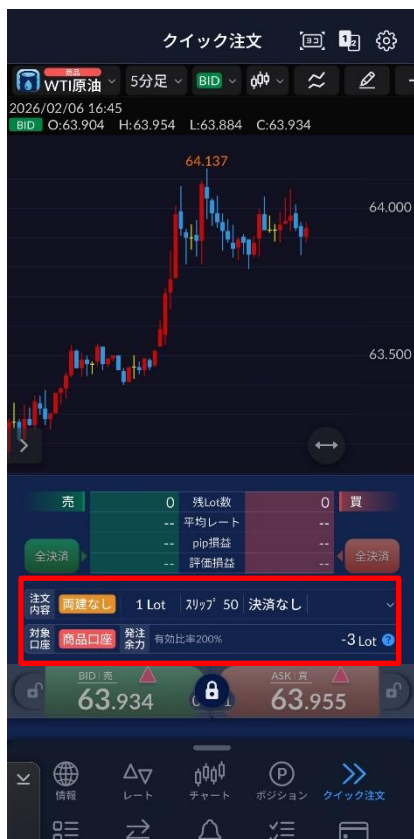 クイック注文
商品
WTI原油 5分足 BID
2026/02/06 16:45
BID O:63.904 H:63.954 L:63.884 C:63.934
64.137
64.000
63.500
売 0 残Lot数 0 買
-- 平均レート --
-- pip損益 --
全決済 -- 評価損益 -- 全決済
注文内容 両建なし 1 Lot スリップ 50 決済なし
対象口座 商品口座 発注余力 有効比率200% -3 Lot ?
BID|売 ASK|買
63.934 63.955
情報 レート チャート ポジション クイック注文